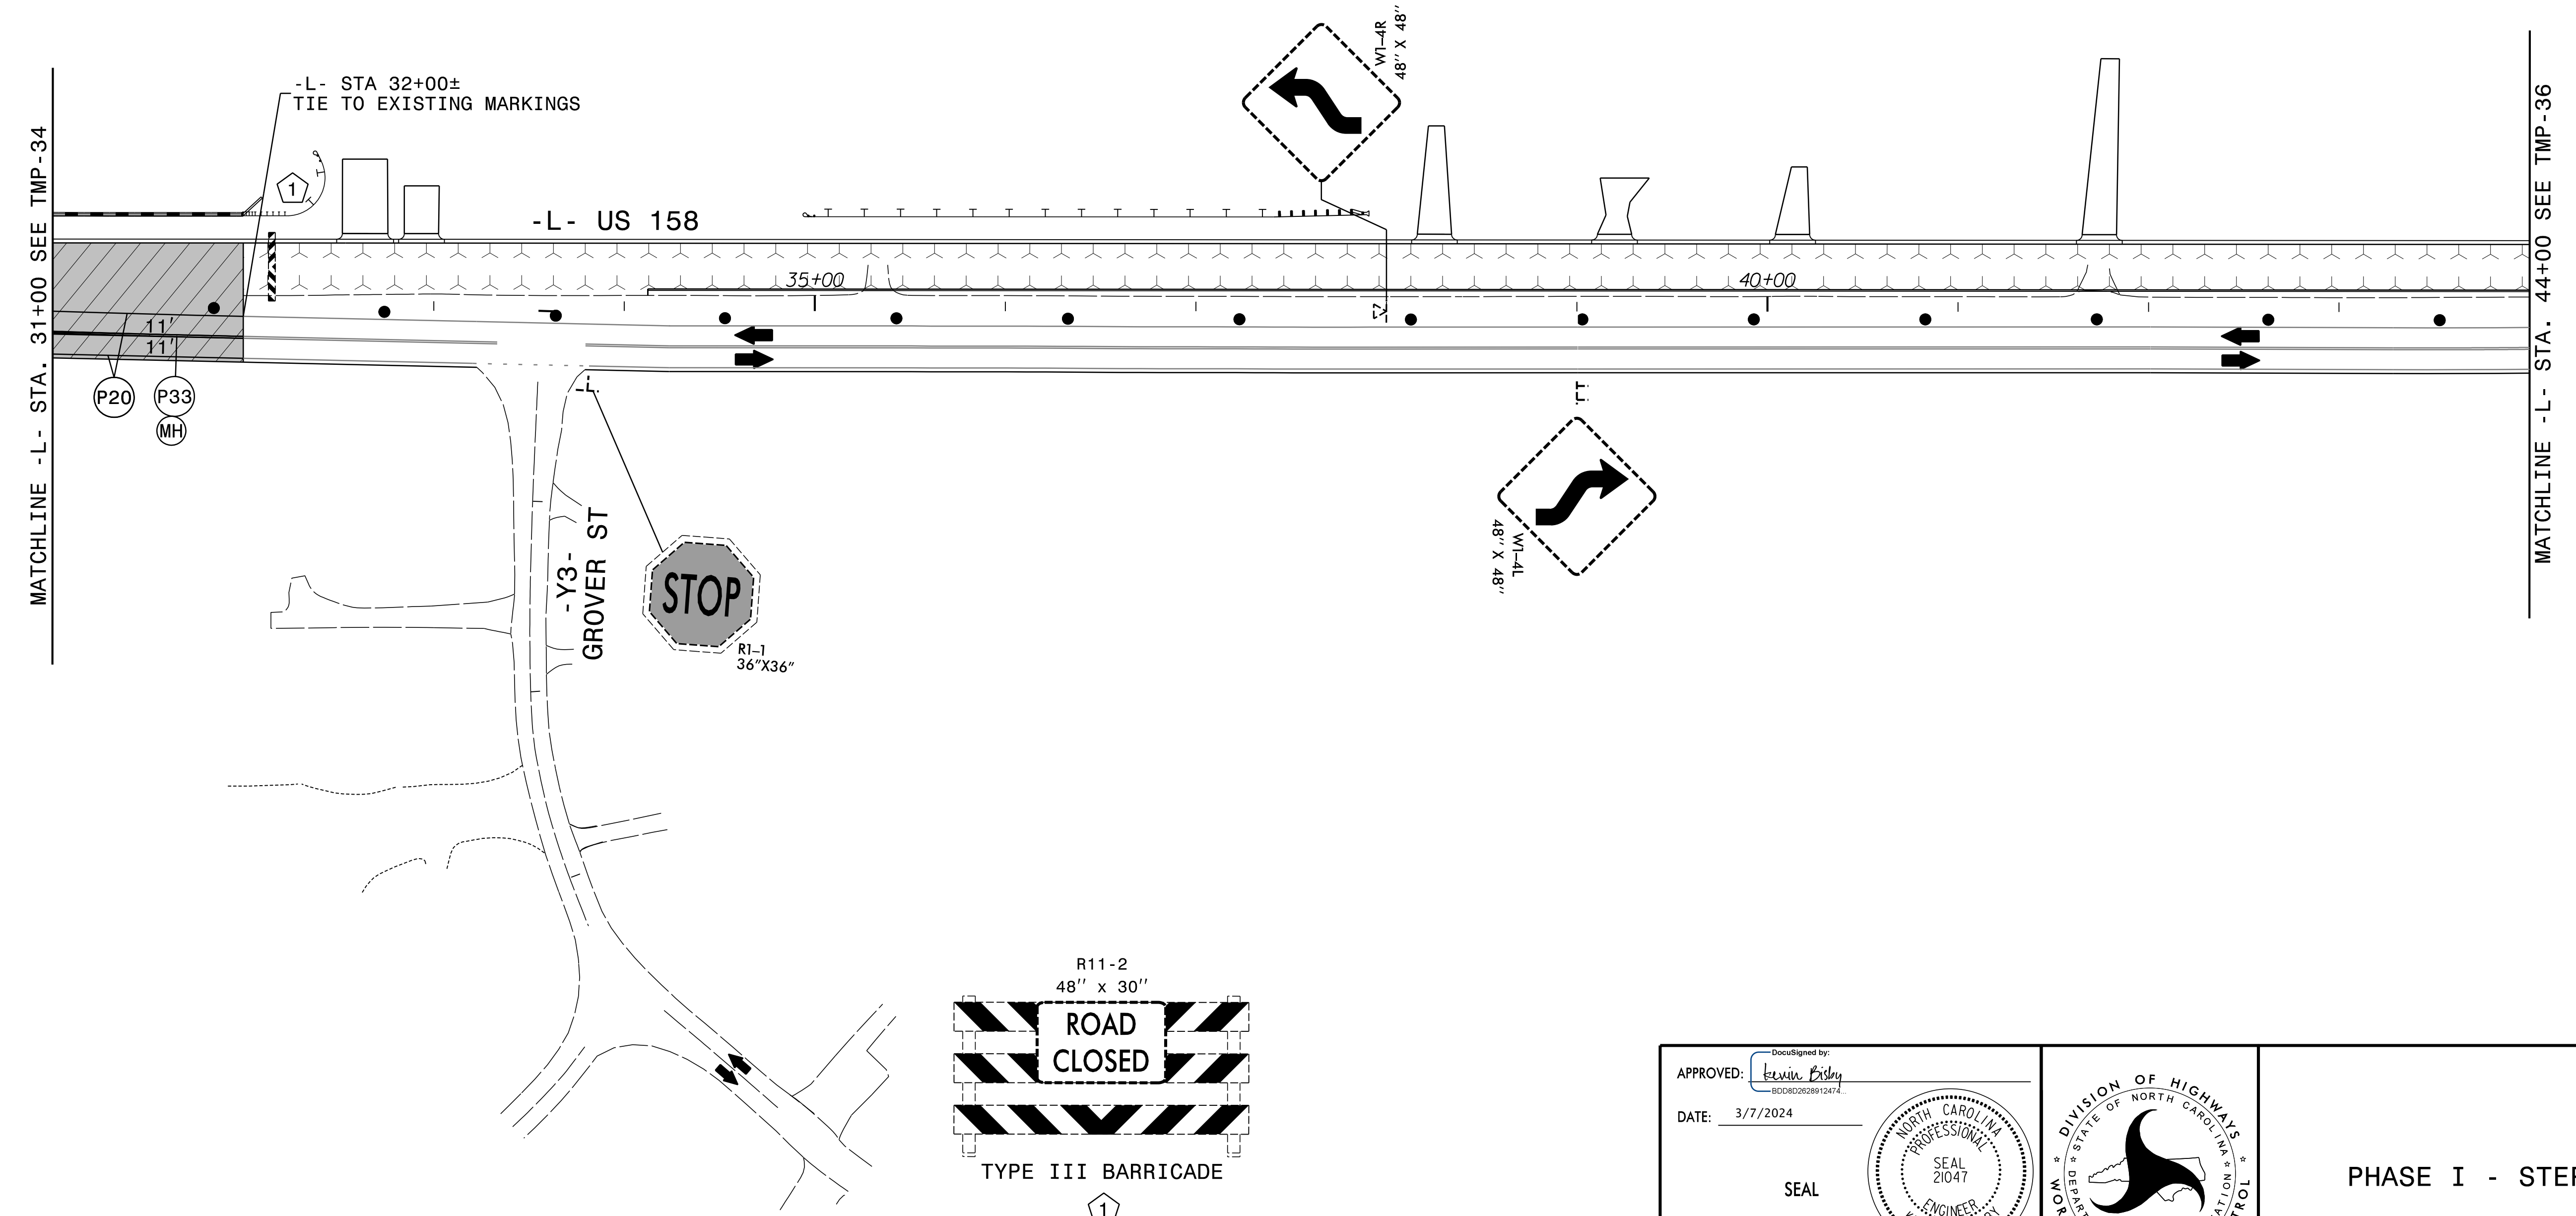 MATCHLINE -L- STA. 31+00 SEE TMP-34
-L- STA 32+00±
TIE TO EXISTING MARKINGS
1
-L- US 158
W1-4R
48" X 48"
35+00
40+00
11'
11'
P20
P33
MH
-L-
-Y3-
GROVER ST
STOP
R1-1
36"X36"
W1-4L
48" X 48"
MATCHLINE -L- STA. 44+00 SEE TMP-36
R11-2
48" x 30"
ROAD
CLOSED
TYPE III BARRICADE
1
APPROVED:
DocuSigned by:
Kevin Bisby
BDD8D2628912474...
DATE: 3/7/2024
SEAL
NORTH CAROLINA
PROFESSIONAL
SEAL
21047
ENGINEER
DIVISION OF HIGHWAYS
STATE OF NORTH CAROLINA
PHASE I -